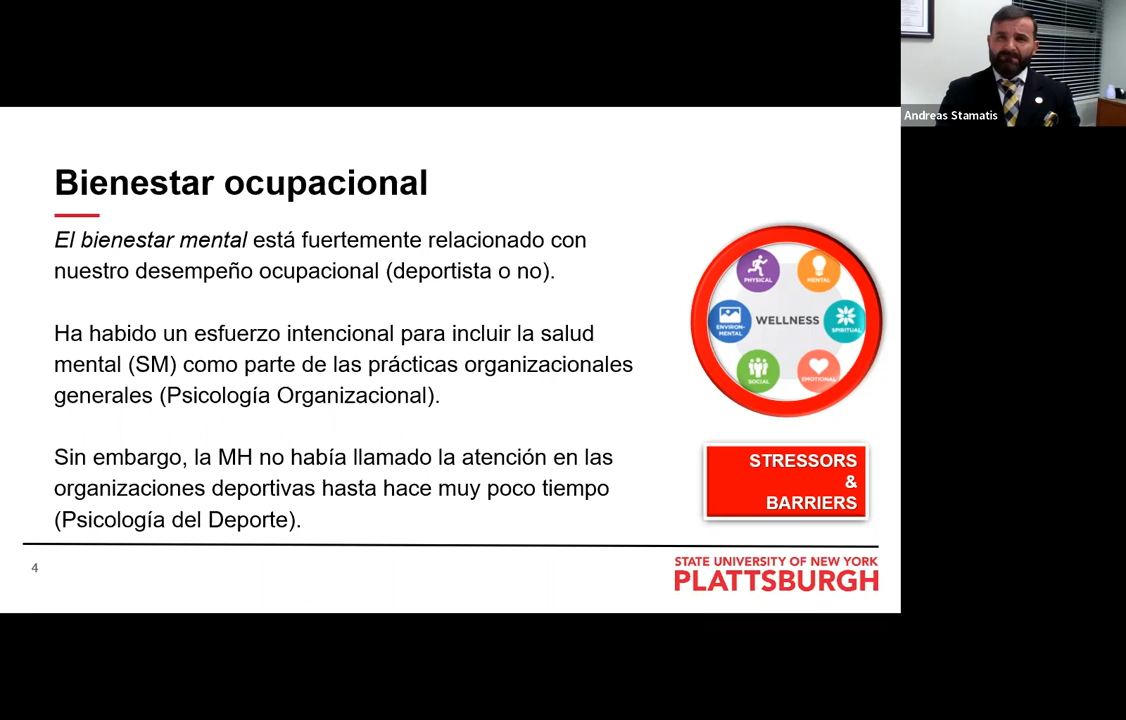 Andreas Stamatis
Bienestar ocupacional
El bienestar mental está fuertemente relacionado con
nuestro desempeño ocupacional (deportista o no).
Ha habido un esfuerzo intencional para incluir la salud
mental (SM) como parte de las prácticas organizacionales
generales (Psicología Organizacional).
Sin embargo, la MH no había llamado la atención en las
organizaciones deportivas hasta hace muy poco tiempo
(Psicología del Deporte).
PHYSICAL
MENTAL
ENVIRON-
MENTAL
WELLNESS
SPIRITUAL
SOCIAL
EMOTIONAL
STRESSORS
&
BARRIERS
4
STATE UNIVERSITY OF NEW YORK
PLATTSBURGH